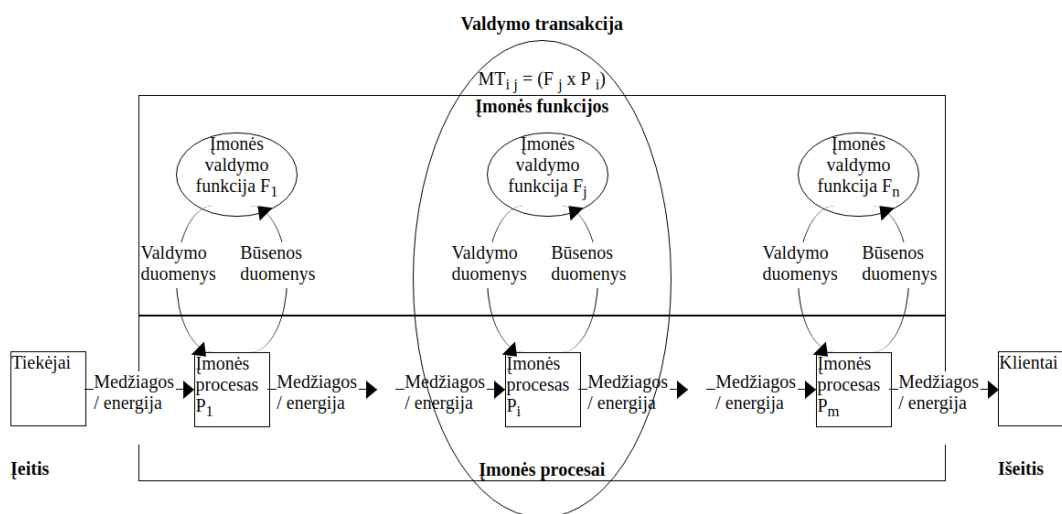 Valdymo transakcija
MT i j = (F j x P i)
Įmonės funkcijos
Įmonės
valdymo
funkcija F1
Įmonės
valdymo
funkcija Fj
Įmonės
valdymo
funkcija Fn
Valdymo
duomenys
Būsenos
duomenys
Valdymo
duomenys
Būsenos
duomenys
Valdymo
duomenys
Būsenos
duomenys
Tiekėjai
Medžiagos
/ energija
Įmonės
procesas
P1
Medžiagos
/ energija
Medžiagos
/ energija
Įmonės
procesas
Pi
Medžiagos
/ energija
Medžiagos
/ energija
Įmonės
procesas
Pm
Medžiagos
/ energija
Klientai
Įeitis
Įmonės procesai
Išeitis